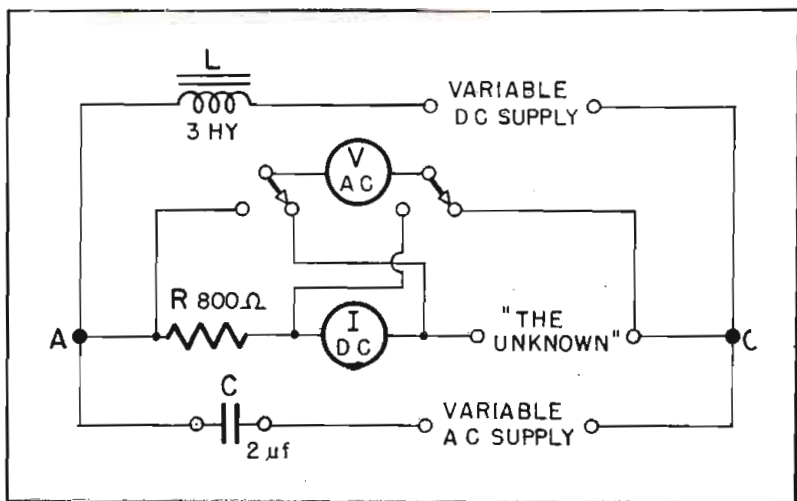 L
3 HY
VARIABLE
DC SUPPLY
V
AC
R 800Ω
I
DC
"THE
UNKNOWN"
A
C
C
2 µf
VARIABLE
AC SUPPLY